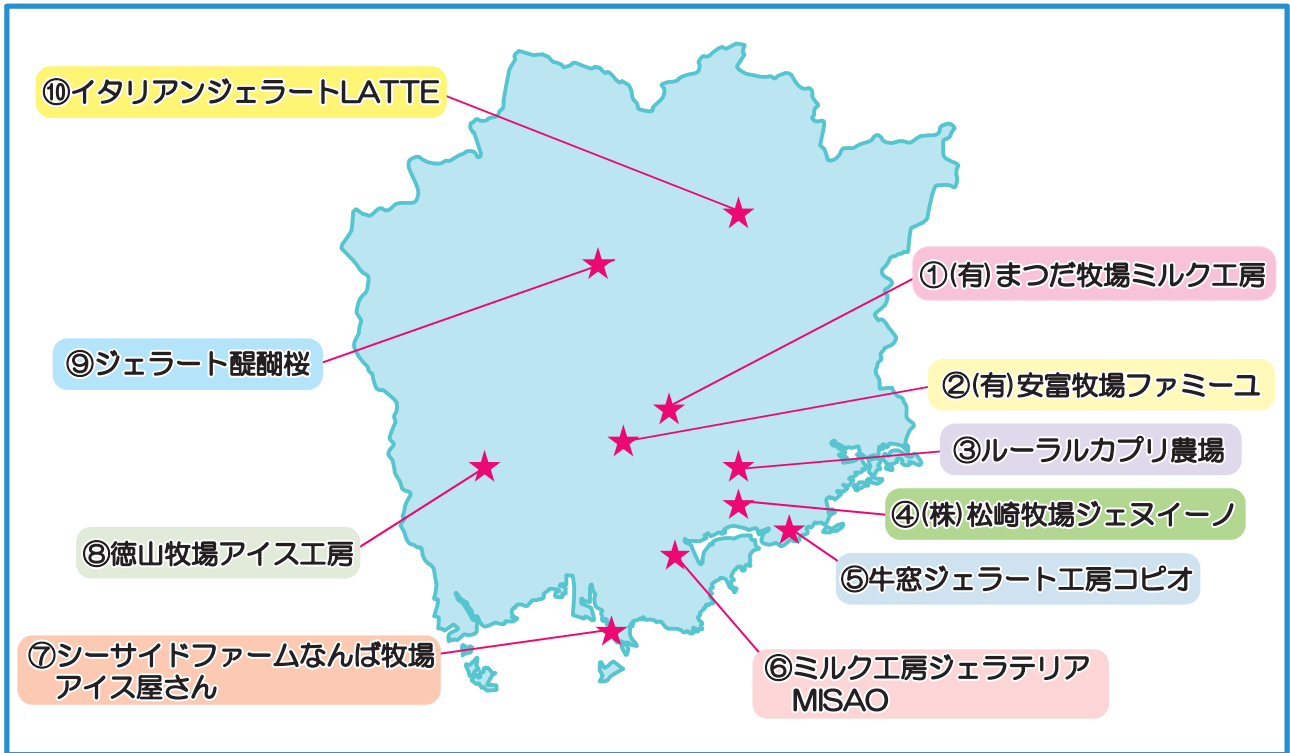 ⑩イタリアンジェラートLATTE
①(有)まつだ牧場ミルク工房
⑨ジェラート醍醐桜
②(有)安富牧場ファミーユ
③ルーラルカプリ農場
④(株)松崎牧場ジェヌイーノ
⑧徳山牧場アイス工房
⑤牛窓ジェラート工房コピオ
⑦シーサイドファームなんば牧場
アイス屋さん
⑥ミルク工房ジェラテリア
MISAO